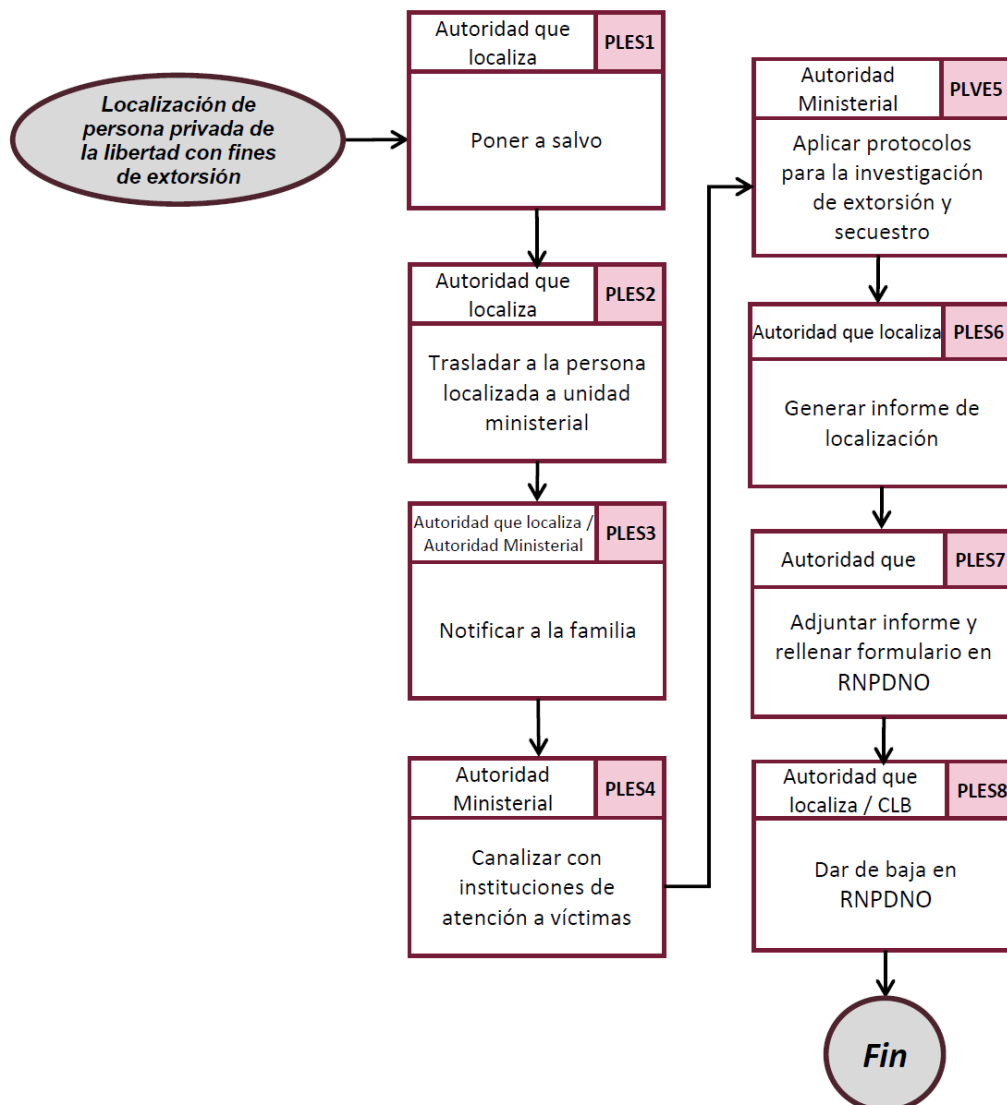 Localización de
persona privada de
la libertad con fines
de extorsión
Autoridad que
localiza
PLES1
Poner a salvo
Autoridad que
localiza
PLES2
Trasladar a la persona
localizada a unidad
ministerial
Autoridad que localiza /
Autoridad Ministerial
PLES3
Notificar a la familia
Autoridad
Ministerial
PLES4
Canalizar con
instituciones de
atención a víctimas
Autoridad
Ministerial
PLVE5
Aplicar protocolos
para la investigación
de extorsión y
secuestro
Autoridad que localiza
PLES6
Generar informe de
localización
Autoridad que
PLES7
Adjuntar informe y
rellenar formulario en
RNPDNO
Autoridad que
localiza / CLB
PLES8
Dar de baja en
RNPDNO
Fin